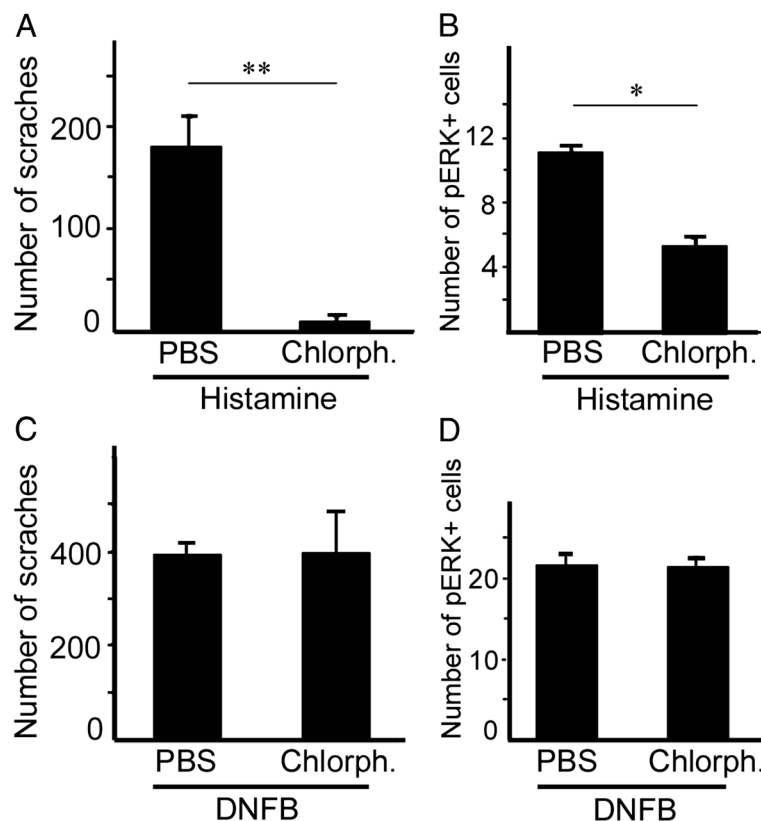 A
Number of scraches
200
100
0
**
PBS Chlorph.
Histamine
B
Number of pERK+ cells
12
8
4
*
PBS Chlorph.
Histamine
C
Number of scraches
400
200
0
PBS Chlorph.
DNFB
D
Number of pERK+ cells
20
10
0
PBS Chlorph.
DNFB